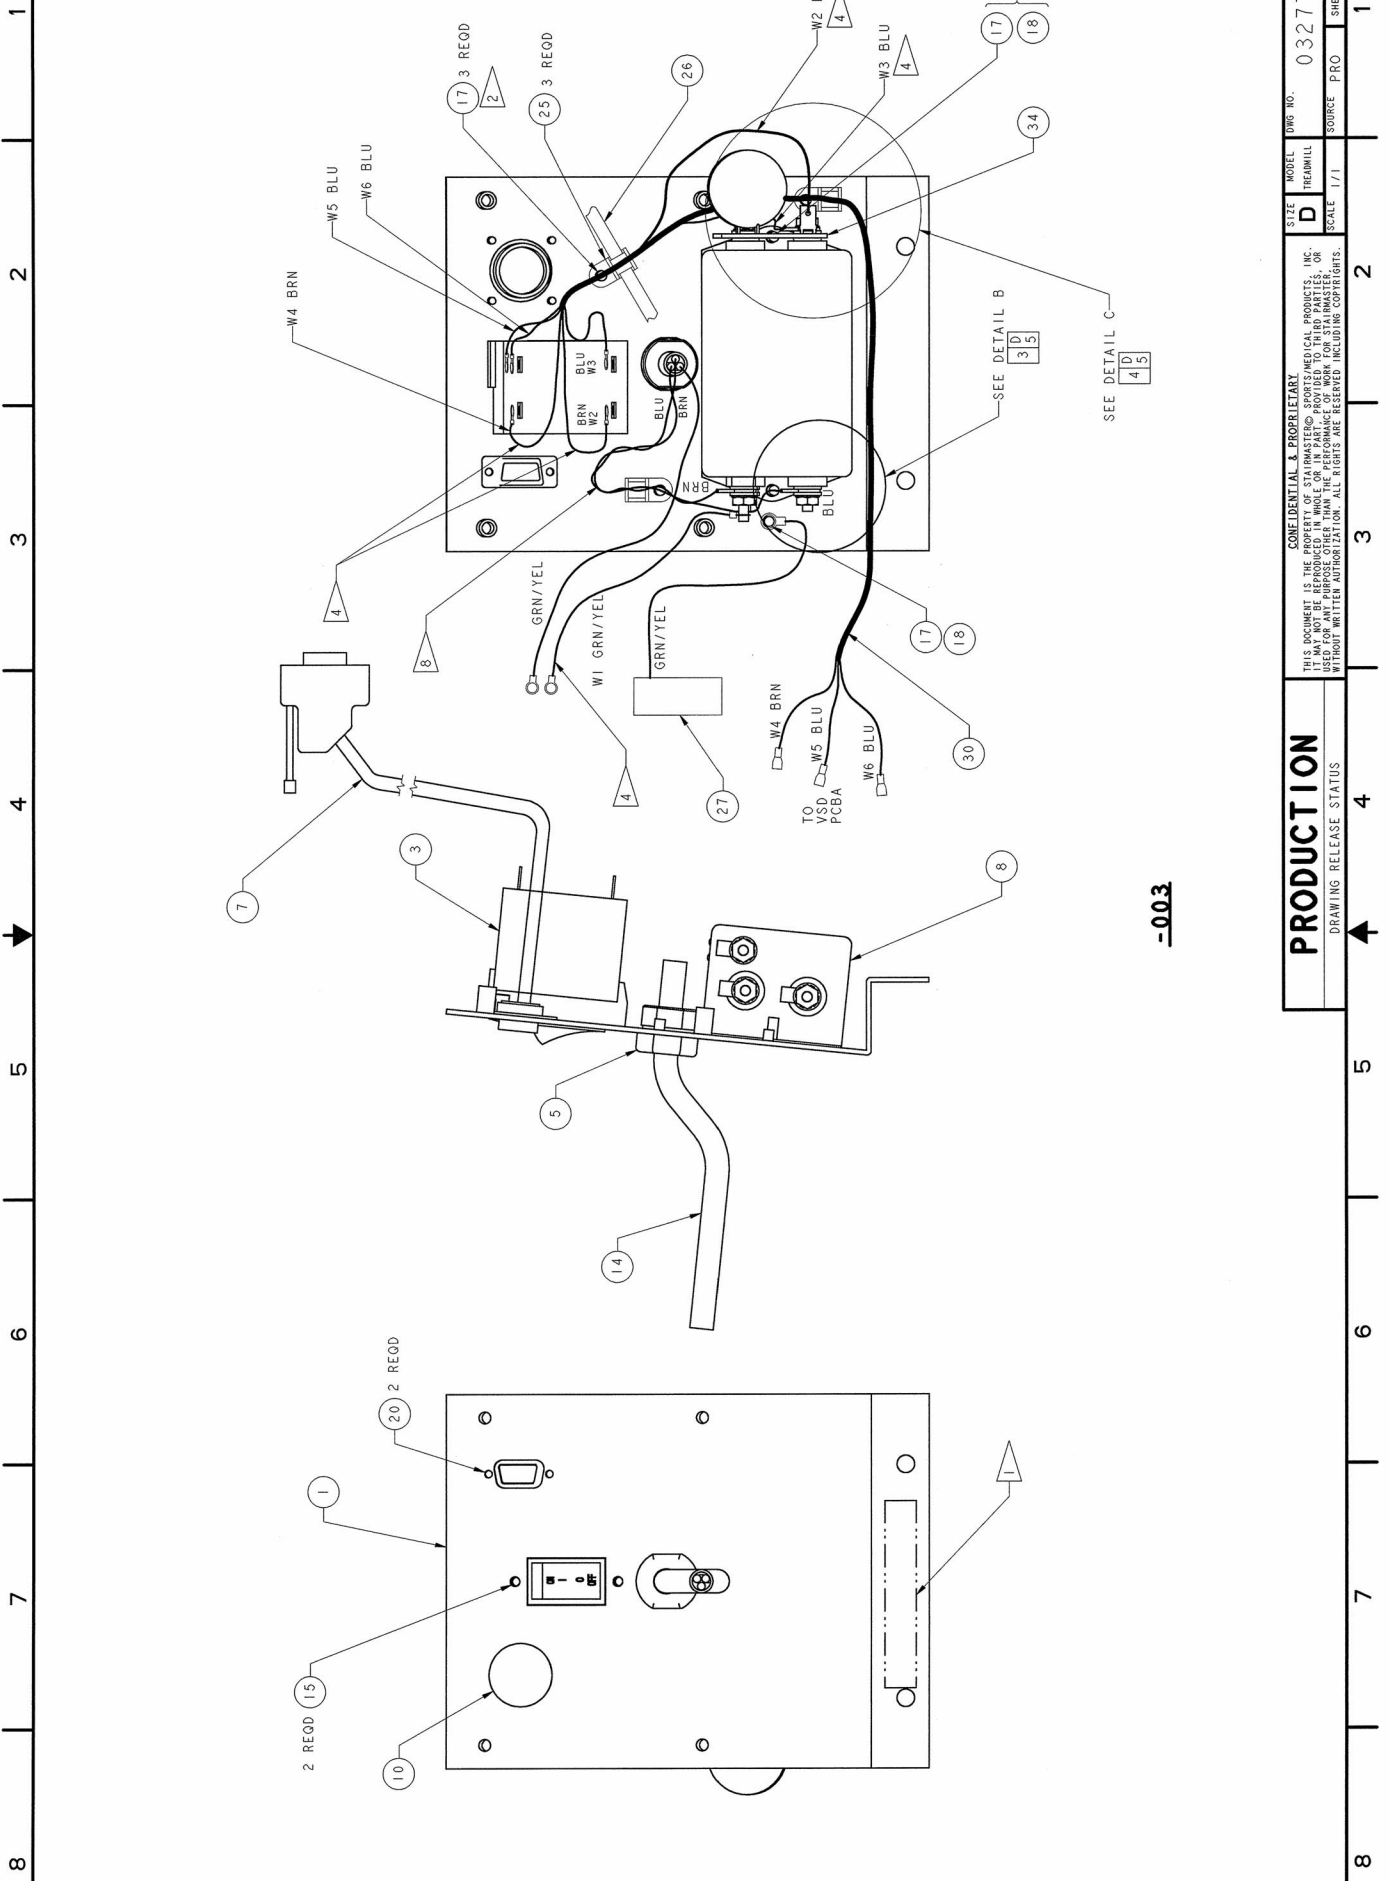 8
7
6
5
4
3
2
1
2 REQD 15
10
1
20 2 REQD
ON
I
O
OFF
1
7
3
5
14
8
-003
4
8
GRN/YEL
W1 GRN/YEL
4
GRN/YEL
27
W4 BRN
W5 BLU
W6 BLU
TO
VSD
PCBA
30
17
18
W4 BRN
W5 BLU
W6 BLU
BLU
W3
BRN
W2
BLU
BRN
BRN
BLU
17 3 REQD
2
25 3 REQD
26
W2
4
W3 BLU
4
17
18
34
SEE DETAIL B
3 D
5
SEE DETAIL C
4 D
5
PRODUCTION
DRAWING RELEASE STATUS
CONFIDENTIAL & PROPRIETARY
THIS DOCUMENT IS THE PROPERTY OF STAIRMASTER© SPORTS/MEDICAL PRODUCTS, INC.
IT MAY NOT BE REPRODUCED IN WHOLE OR IN PART, PROVIDED TO THIRD PARTIES, OR
USED FOR ANY PURPOSE OTHER THAN THE PERFORMANCE OF WORK FOR STAIRMASTER,
WITHOUT WRITTEN AUTHORIZATION. ALL RIGHTS ARE RESERVED INCLUDING COPYRIGHTS.
SIZE
D
MODEL
TREADMILL
DWG NO.
0327
SCALE 1/1
SOURCE PRO
SHE
8
7
6
5
4
3
2
1